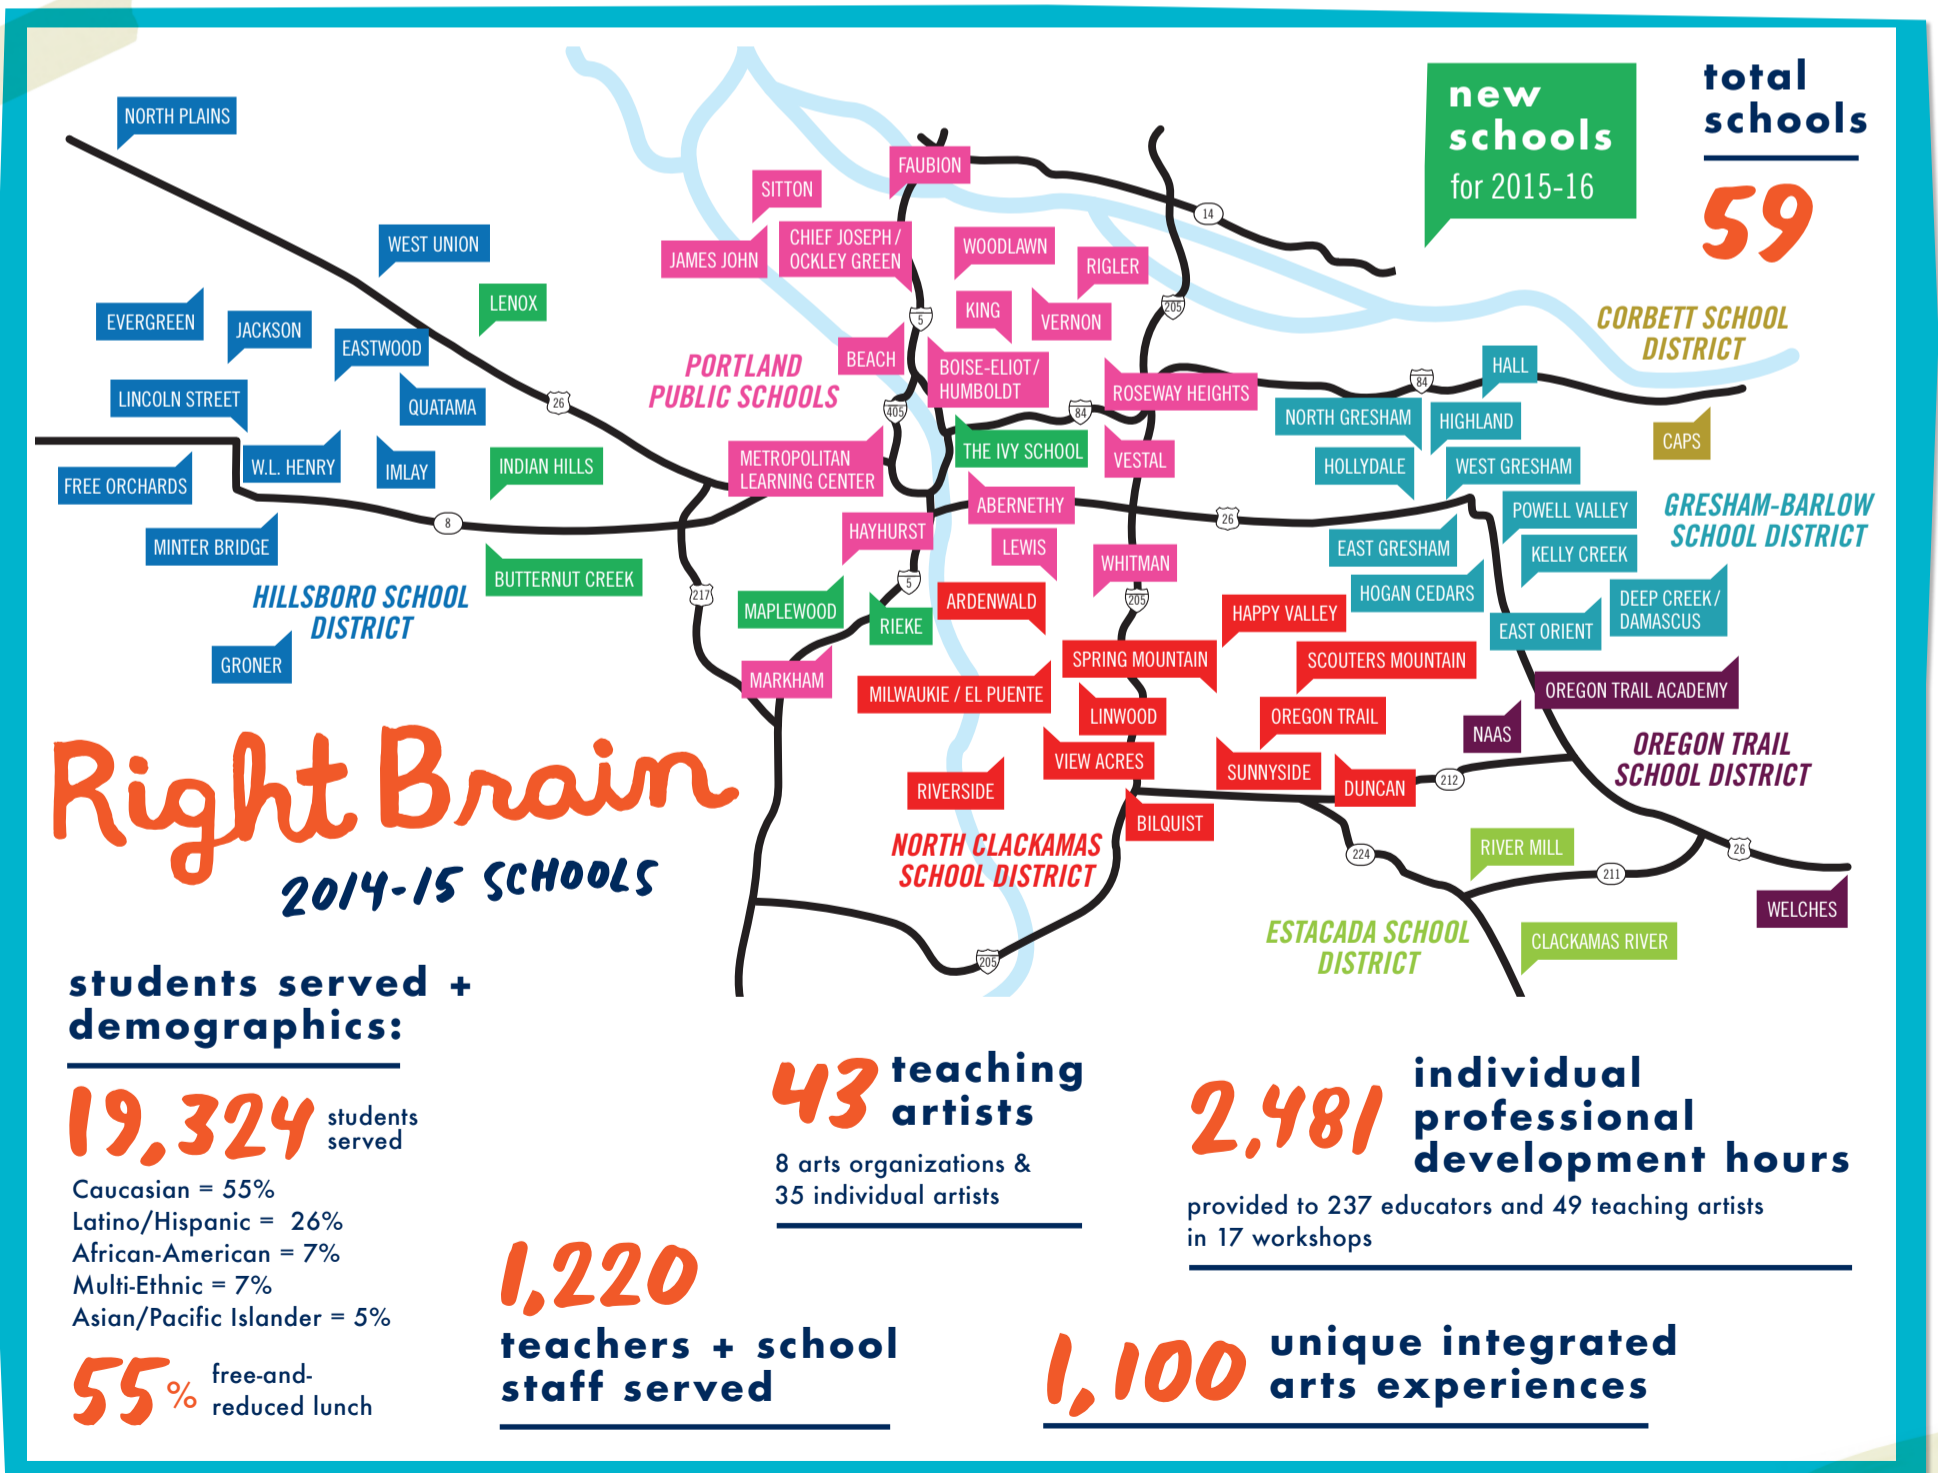 new
schools
for 2015-16
total
schools
59
NORTH PLAINS
WEST UNION
LENOX
EVERGREEN
JACKSON
EASTWOOD
LINCOLN STREET
QUATAMA
W.L. HENRY
IMLAY
INDIAN HILLS
FREE ORCHARDS
MINTER BRIDGE
BUTTERNUT CREEK
HILLSBORO SCHOOL
DISTRICT
GRONER
26
8
217
FAUBION
SITTON
JAMES JOHN
CHIEF JOSEPH /
OCKLEY GREEN
WOODLAWN
RIGLER
KING
VERNON
BEACH
BOISE-ELIOT/
HUMBOLDT
ROSEWAY HEIGHTS
PORTLAND
PUBLIC SCHOOLS
14
5
205
405
84
84
METROPOLITAN
LEARNING CENTER
THE IVY SCHOOL
VESTAL
ABERNETHY
HAYHURST
LEWIS
WHITMAN
26
5
205
MAPLEWOOD
RIEKE
MARKHAM
CORBETT SCHOOL
DISTRICT
HALL
NORTH GRESHAM
HIGHLAND
CAPS
HOLLYDALE
WEST GRESHAM
POWELL VALLEY
GRESHAM-BARLOW
SCHOOL DISTRICT
EAST GRESHAM
KELLY CREEK
HOGAN CEDARS
DEEP CREEK/
DAMASCUS
EAST ORIENT
ARDENWALD
HAPPY VALLEY
SPRING MOUNTAIN
SCOUTERS MOUNTAIN
MILWAUKIE / EL PUENTE
LINWOOD
OREGON TRAIL
VIEW ACRES
SUNNYSIDE
DUNCAN
RIVERSIDE
BILQUIST
NORTH CLACKAMAS
SCHOOL DISTRICT
OREGON TRAIL ACADEMY
NAAS
OREGON TRAIL
SCHOOL DISTRICT
212
224
211
26
205
RIVER MILL
WELCHES
ESTACADA SCHOOL
DISTRICT
CLACKAMAS RIVER
Right Brain
2014-15 SCHOOLS
students served +
demographics:
19,324 students
served
Caucasian = 55%
Latino/Hispanic = 26%
African-American = 7%
Multi-Ethnic = 7%
Asian/Pacific Islander = 5%
55% free-and-
reduced lunch
1,220
teachers + school
staff served
43 teaching
artists
8 arts organizations &
35 individual artists
2,481 individual
professional
development hours
provided to 237 educators and 49 teaching artists
in 17 workshops
1,100 unique integrated
arts experiences